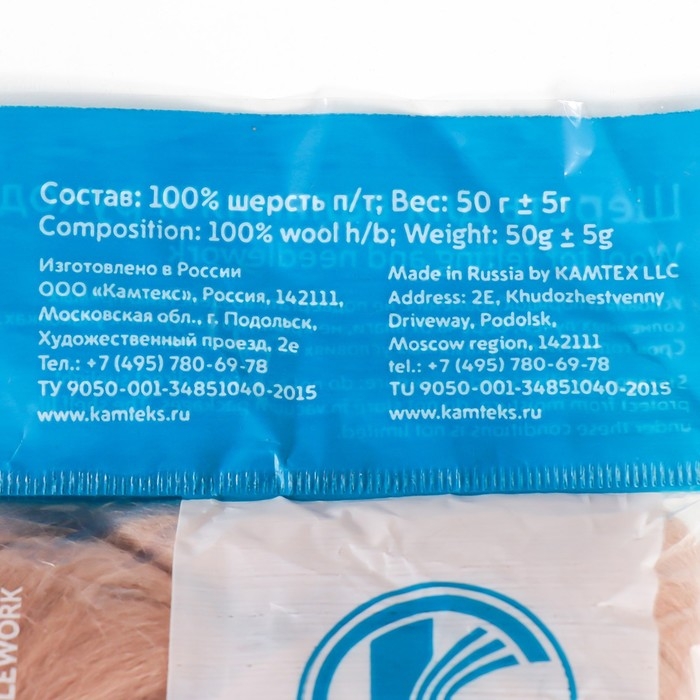 Состав: 100% шерсть п/т; Вес: 50 г ± 5г
Composition: 100% wool h/b; Weight: 50g ± 5g
Изготовлено в России
ООО «Камтекс», Россия, 142111,
Московская обл., г. Подольск,
Художественный проезд, 2е
Тел.: +7 (495) 780-69-78
ТУ 9050-001-34851040-2015
www.kamteks.ru
Made in Russia by KAMTEX LLC
Address: 2E, Khudozhestvenny
Driveway, Podolsk,
Moscow region, 142111
tel.: +7 (495) 780-69-78
TU 9050-001-34851040-2015
www.kamteks.ru
LEWORK